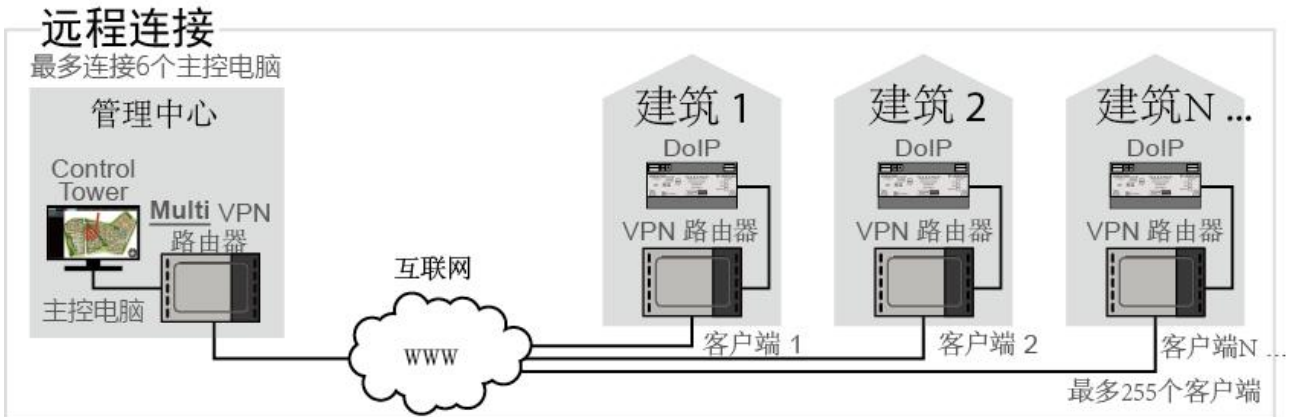 远程连接
最多连接6个主控电脑
管理中心
Control
Tower
Multi VPN
路由器
主控电脑
互联网
WWW
建筑 1
DoIP
VPN 路由器
客户端 1
建筑 2
DoIP
VPN 路由器
客户端 2
建筑N ...
DoIP
VPN 路由器
客户端N ...
最多255个客户端